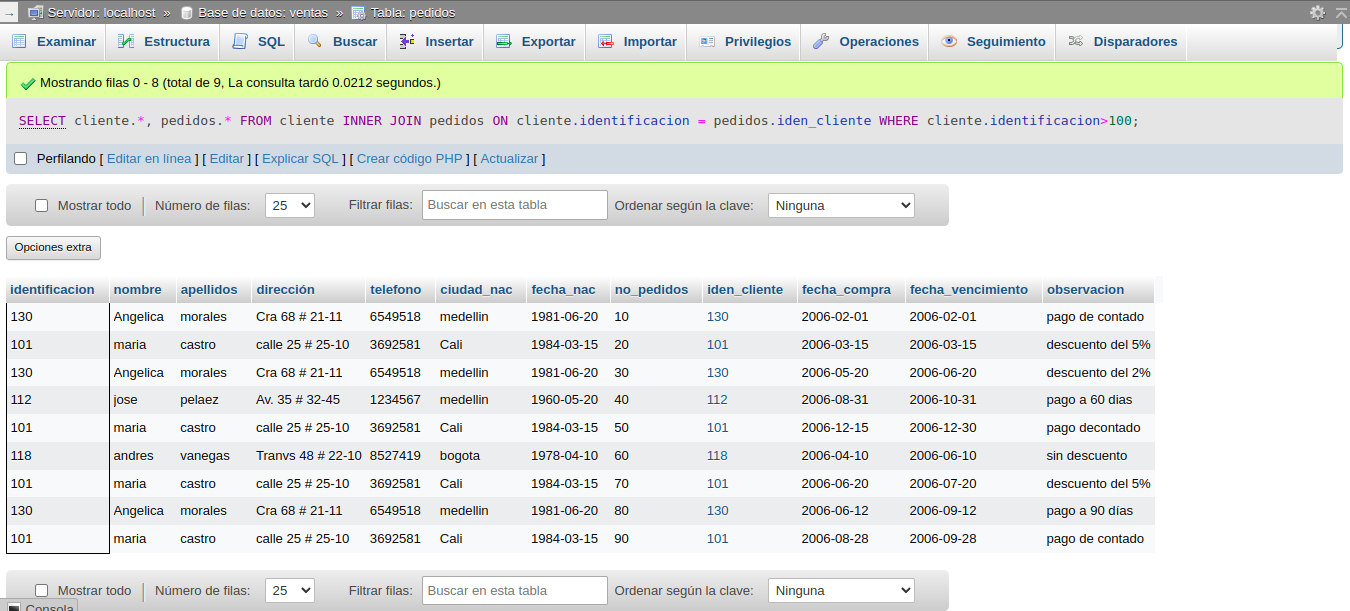 Servidor: localhost » Base de datos: ventas » Tabla: pedidos
Examinar Estructura SQL Buscar Insertar Exportar Importar Privilegios Operaciones Seguimiento Disparadores
Mostrando filas 0 - 8 (total de 9, La consulta tardó 0.0212 segundos.)
SELECT cliente.*, pedidos.* FROM cliente INNER JOIN pedidos ON cliente.identificacion = pedidos.iden_cliente WHERE cliente.identificacion>100;
Perfilando [ Editar en línea ] [ Editar ] [ Explicar SQL ] [ Crear código PHP ] [ Actualizar ]
Mostrar todo | Número de filas: 25 Filtrar filas: Buscar en esta tabla Ordenar según la clave: Ninguna
Opciones extra
identificacion nombre apellidos dirección telefono ciudad_nac fecha_nac no_pedidos iden_cliente fecha_compra fecha_vencimiento observacion
130 Angelica morales Cra 68 # 21-11 6549518 medellin 1981-06-20 10 130 2006-02-01 2006-02-01 pago de contado
101 maria castro calle 25 # 25-10 3692581 Cali 1984-03-15 20 101 2006-03-15 2006-03-15 descuento del 5%
130 Angelica morales Cra 68 # 21-11 6549518 medellin 1981-06-20 30 130 2006-05-20 2006-06-20 descuento del 2%
112 jose pelaez Av. 35 # 32-45 1234567 medellin 1960-05-20 40 112 2006-08-31 2006-10-31 pago a 60 dias
101 maria castro calle 25 # 25-10 3692581 Cali 1984-03-15 50 101 2006-12-15 2006-12-30 pago decontado
118 andres vanegas Tranvs 48 # 22-10 8527419 bogota 1978-04-10 60 118 2006-04-10 2006-06-10 sin descuento
101 maria castro calle 25 # 25-10 3692581 Cali 1984-03-15 70 101 2006-06-20 2006-07-20 descuento del 5%
130 Angelica morales Cra 68 # 21-11 6549518 medellin 1981-06-20 80 130 2006-06-12 2006-09-12 pago a 90 días
101 maria castro calle 25 # 25-10 3692581 Cali 1984-03-15 90 101 2006-08-28 2006-09-28 pago de contado
Mostrar todo | Número de filas: 25 Filtrar filas: Buscar en esta tabla Ordenar según la clave: Ninguna
Consola